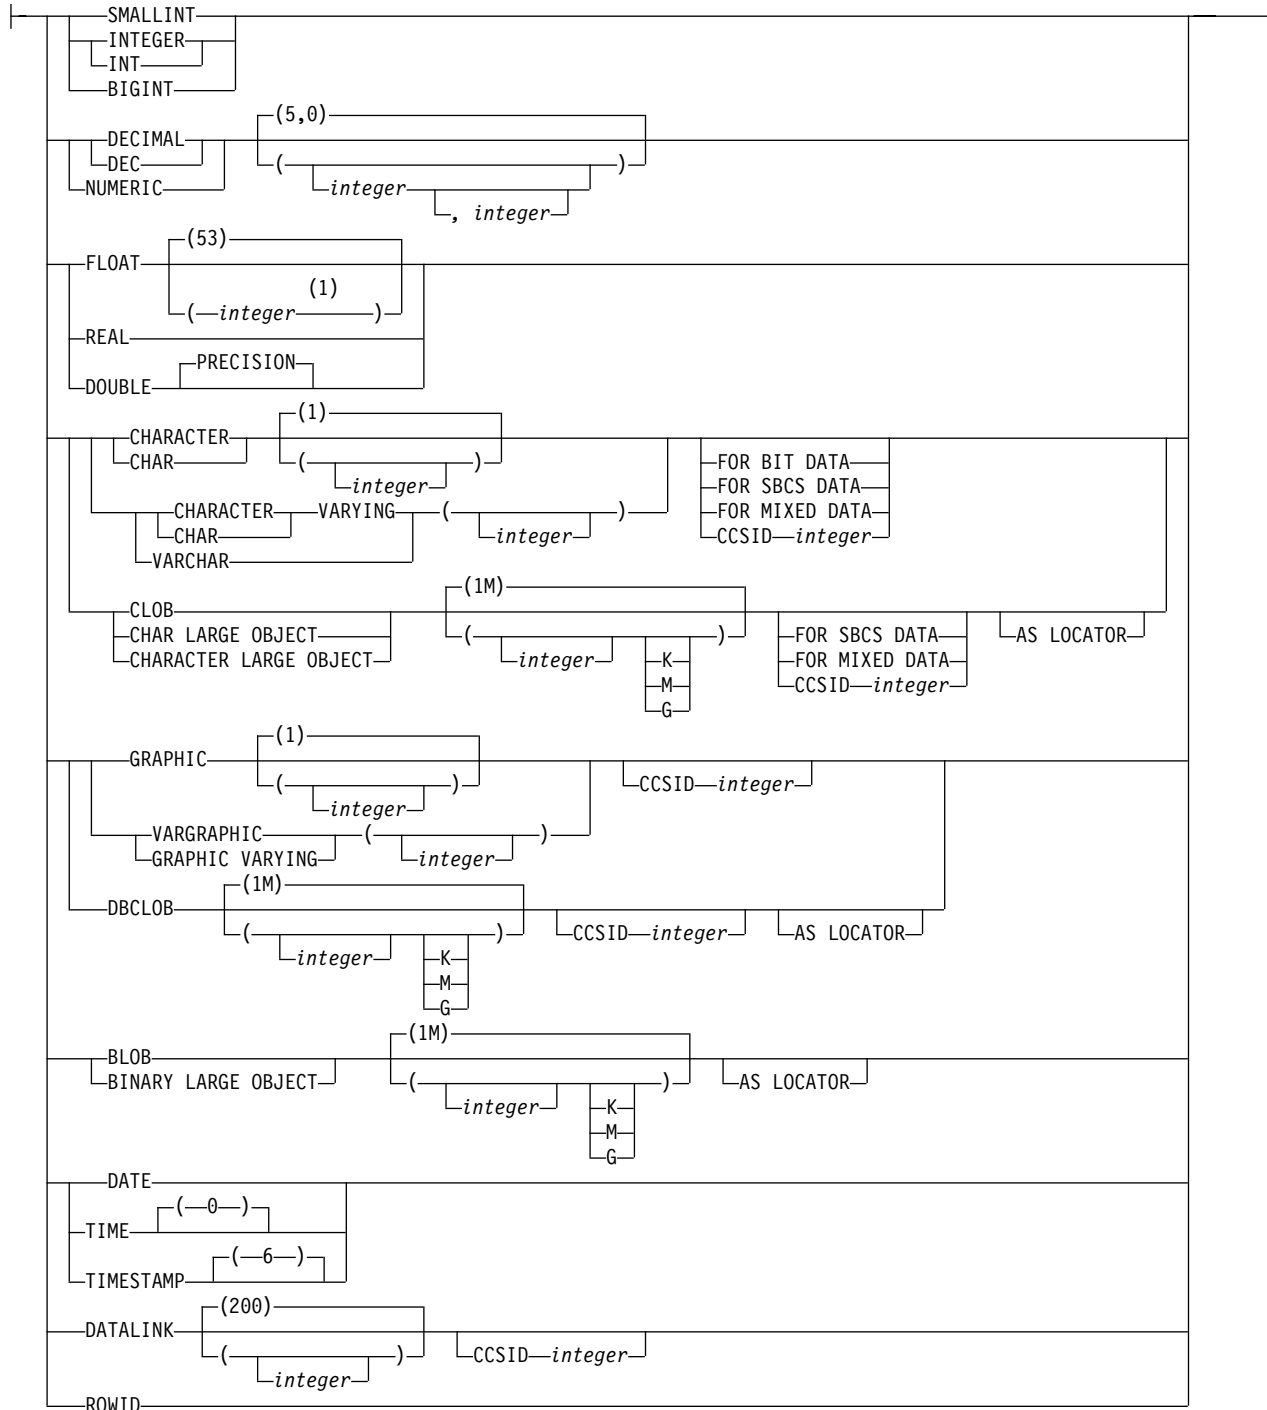 SMALLINT
INTEGER
INT
BIGINT
(5,0)
DECIMAL ( )
DEC integer
NUMERIC , integer
(53)
FLOAT
(1)
( integer )
REAL
PRECISION
DOUBLE
(1)
CHARACTER
CHAR ( ) FOR BIT DATA
integer FOR SBCS DATA
CHARACTER VARYING ( ) FOR MIXED DATA
CHAR integer CCSID integer
VARCHAR
(1M)
CLOB
CHAR LARGE OBJECT ( ) FOR SBCS DATA AS LOCATOR
CHARACTER LARGE OBJECT integer K FOR MIXED DATA
M CCSID integer
G
(1)
GRAPHIC
( ) CCSID integer
integer
VARGRAPHIC ( )
GRAPHIC VARYING integer
(1M)
DBCLOB
( ) CCSID integer AS LOCATOR
integer K
M
G
(1M)
BLOB
BINARY LARGE OBJECT ( ) AS LOCATOR
integer K
M
G
DATE
( 0 )
TIME
( 6 )
TIMESTAMP
(200)
DATALINK
( ) CCSID integer
integer
ROWID